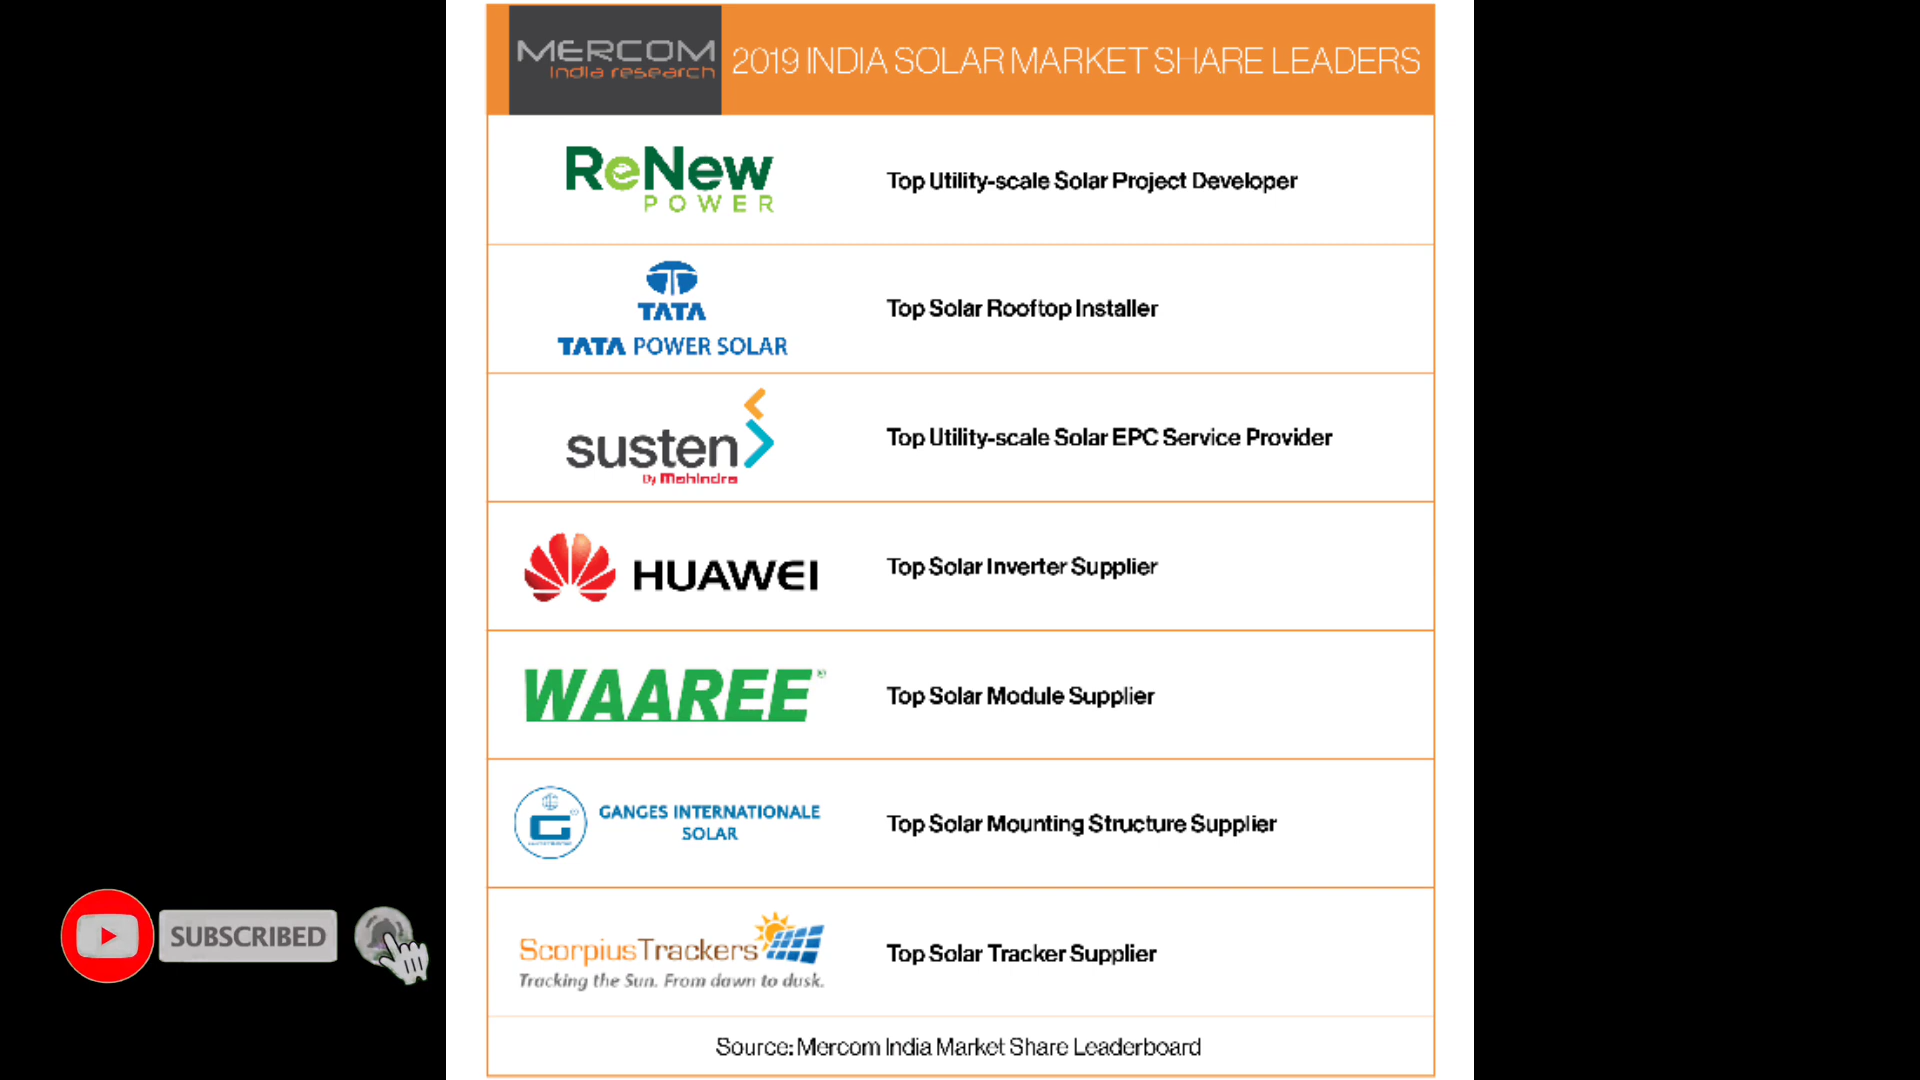 MERCOM
india research
2019 INDIA SOLAR MARKET SHARE LEADERS
ReNew
POWER
Top Utility-scale Solar Project Developer
TATA
TATA POWER SOLAR
Top Solar Rooftop Installer
susten
By Mahindra
Top Utility-scale Solar EPC Service Provider
HUAWEI
Top Solar Inverter Supplier
WAAREE®
Top Solar Module Supplier
G
GANGES INTERNATIONALE
SOLAR
Top Solar Mounting Structure Supplier
ScorpiusTrackers
Tracking the Sun. From dawn to dusk.
Top Solar Tracker Supplier
Source: Mercom India Market Share Leaderboard
SUBSCRIBED